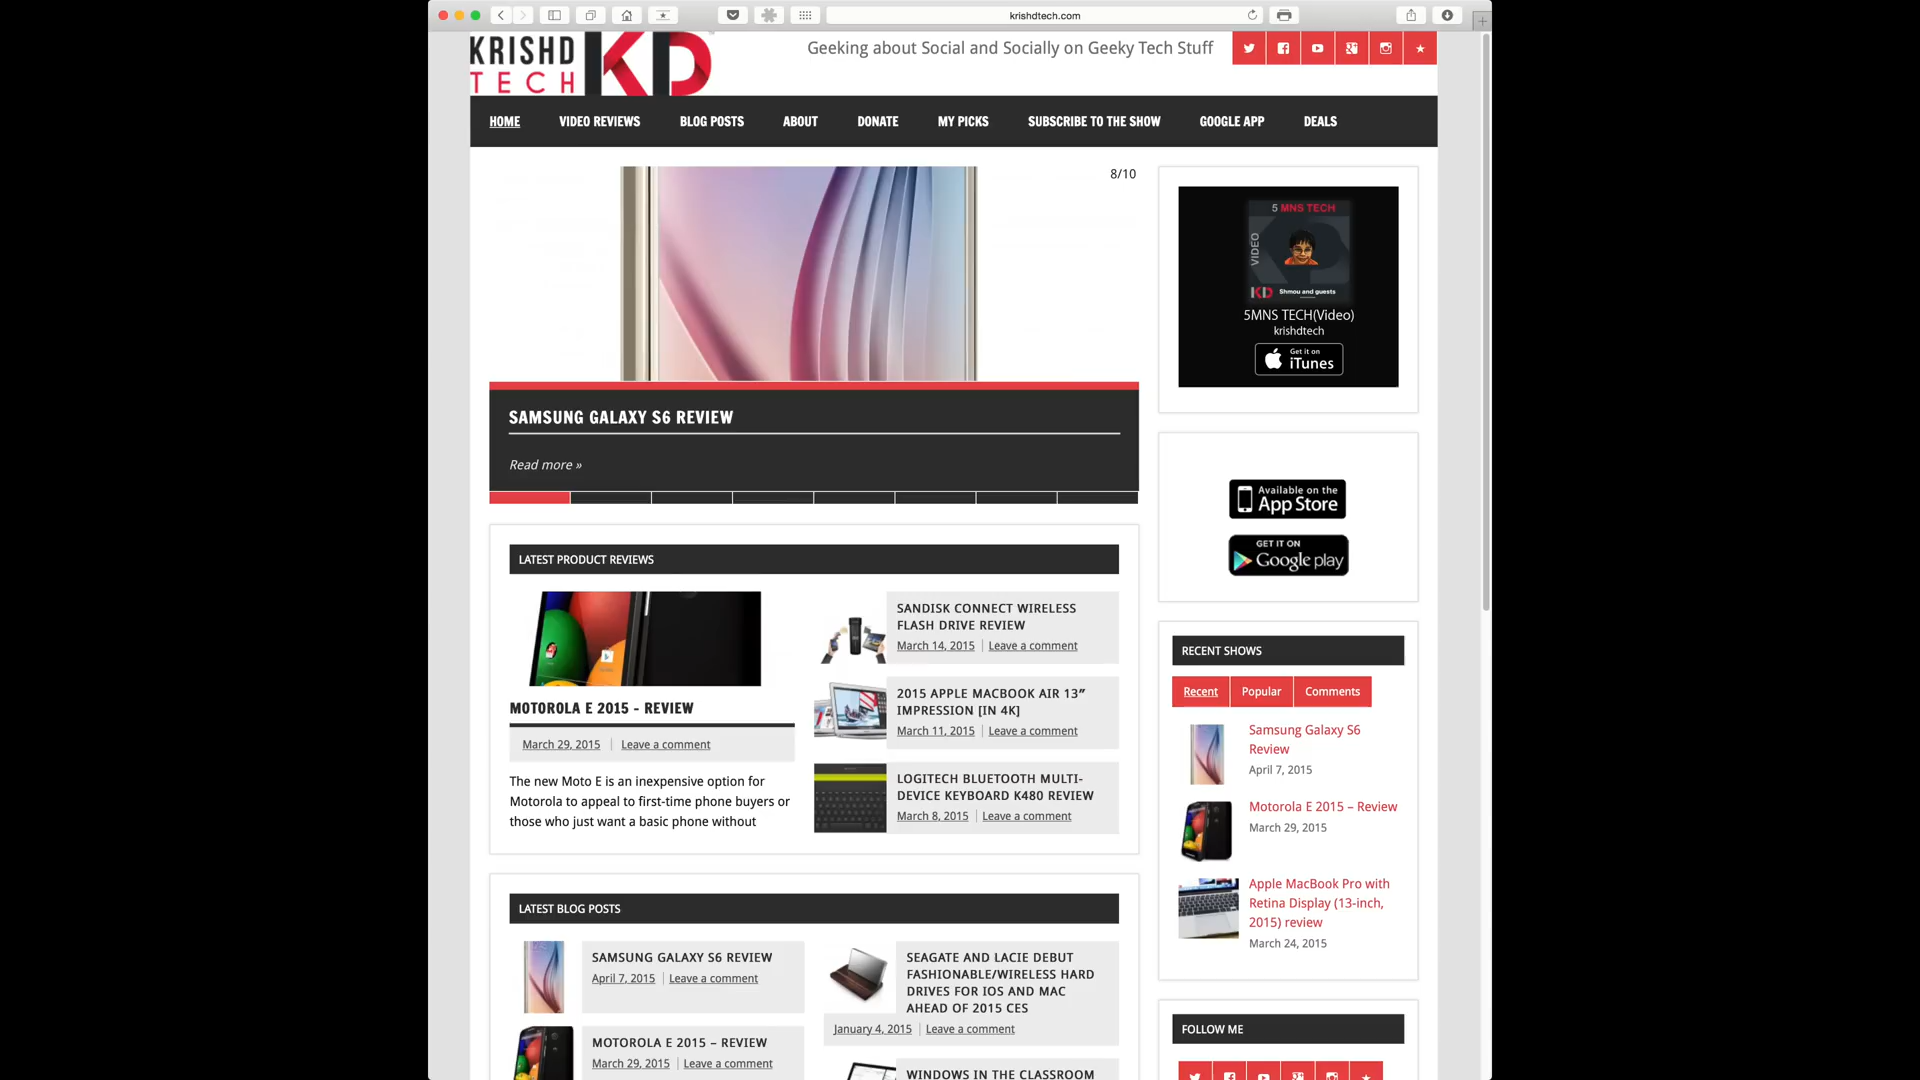 krishdtech.com
KRISHD
TECH
KD
Geeking about Social and Socially on Geeky Tech Stuff
HOME VIDEO REVIEWS BLOG POSTS ABOUT DONATE MY PICKS SUBSCRIBE TO THE SHOW GOOGLE APP DEALS
8/10
SAMSUNG GALAXY S6 REVIEW
Read more »
LATEST PRODUCT REVIEWS
MOTOROLA E 2015 - REVIEW
March 29, 2015 | Leave a comment
The new Moto E is an inexpensive option for
Motorola to appeal to first-time phone buyers or
those who just want a basic phone without
SANDISK CONNECT WIRELESS
FLASH DRIVE REVIEW
March 14, 2015 | Leave a comment
2015 APPLE MACBOOK AIR 13″
IMPRESSION [IN 4K]
March 11, 2015 | Leave a comment
LOGITECH BLUETOOTH MULTI-
DEVICE KEYBOARD K480 REVIEW
March 8, 2015 | Leave a comment
LATEST BLOG POSTS
SAMSUNG GALAXY S6 REVIEW
April 7, 2015 | Leave a comment
MOTOROLA E 2015 – REVIEW
March 29, 2015 | Leave a comment
SEAGATE AND LACIE DEBUT
FASHIONABLE/WIRELESS HARD
DRIVES FOR IOS AND MAC
AHEAD OF 2015 CES
January 4, 2015 | Leave a comment
WINDOWS IN THE CLASSROOM
5 MNS TECH
VIDEO
KD Shmou and guests
5MNS TECH(Video)
krishdtech
Get it on
iTunes
Available on the
App Store
GET IT ON
Google play
RECENT SHOWS
Recent Popular Comments
Samsung Galaxy S6
Review
April 7, 2015
Motorola E 2015 – Review
March 29, 2015
Apple MacBook Pro with
Retina Display (13-inch,
2015) review
March 24, 2015
FOLLOW ME